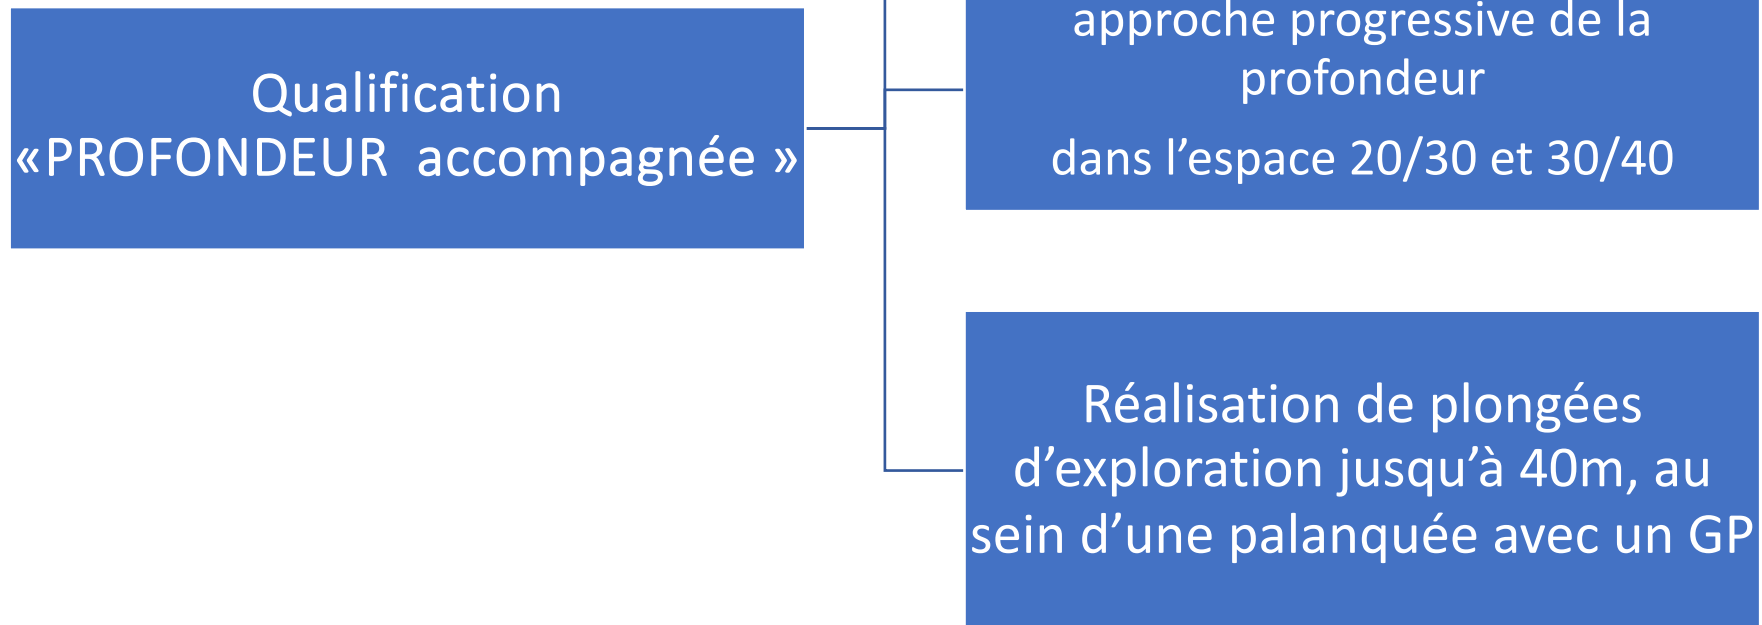 Qualification
«PROFONDEUR  accompagnée »
approche progressive de la
profondeur
dans l’espace 20/30 et 30/40
Réalisation de plongées
d’exploration jusqu’à 40m, au
sein d’une palanquée avec un GP